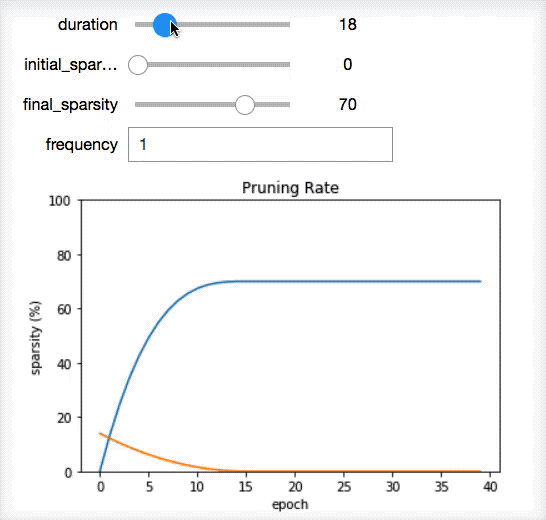 duration 18
initial_spar... 0
final_sparsity 70
frequency 1
Pruning Rate
100
80
60
40
20
0
sparsity (%)
0 5 10 15 20 25 30 35 40
epoch